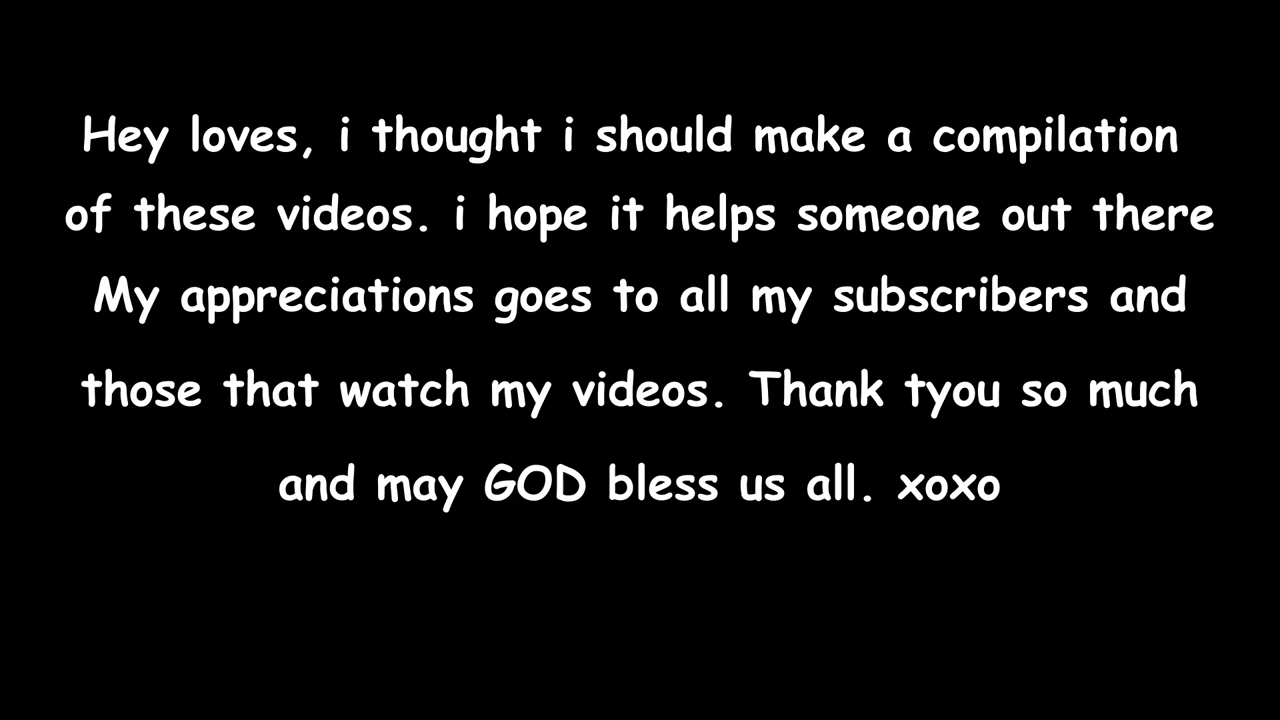 Hey loves, i thought i should make a compilation
of these videos. i hope it helps someone out there
My appreciations goes to all my subscribers and
those that watch my videos. Thank tyou so much
and may GOD bless us all. xoxo